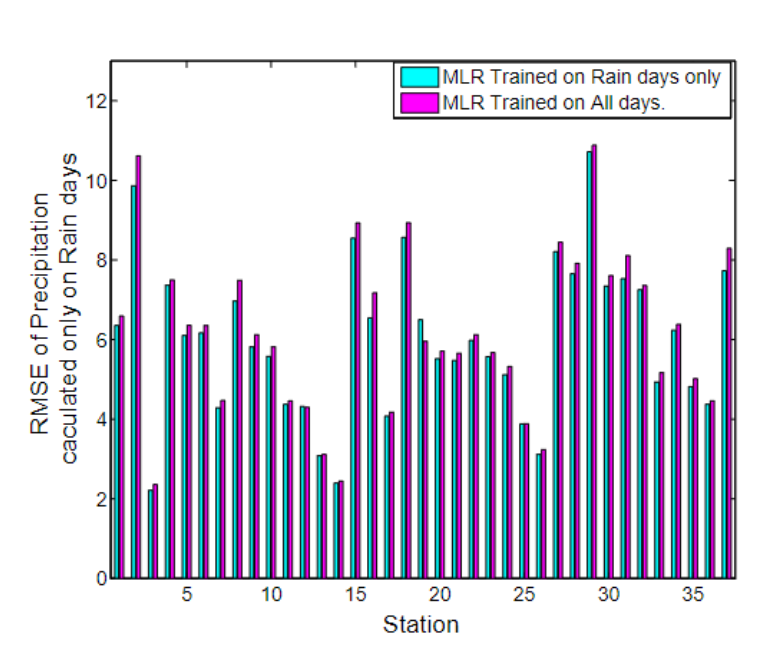 MLR Trained on Rain days only
MLR Trained on All days.
RMSE of Precipitation
caculated only on Rain days
12
10
8
6
4
2
0
5 10 15 20 25 30 35
Station